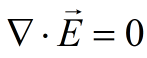 ∇ · E⃗ = 0